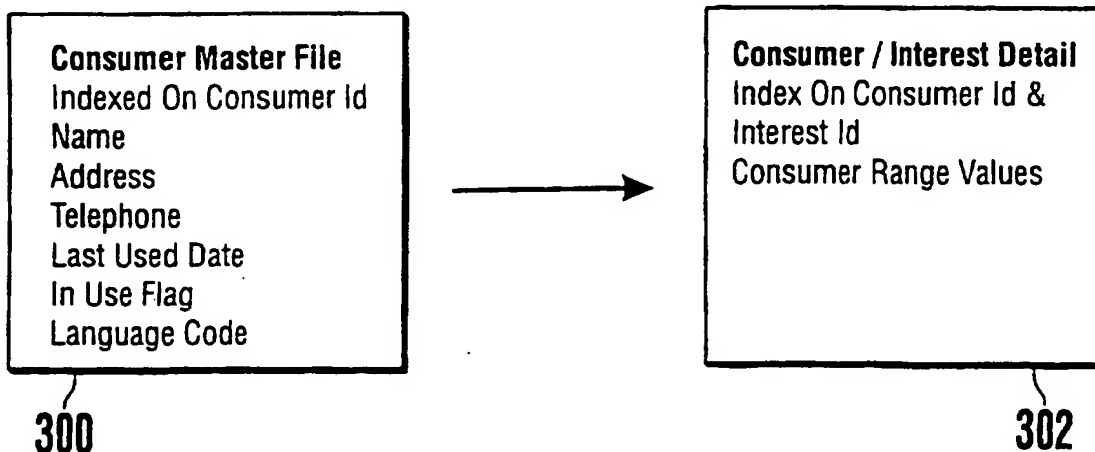 Consumer Master File
Indexed On Consumer Id
Name
Address
Telephone
Last Used Date
In Use Flag
Language Code
300
Consumer / Interest Detail
Index On Consumer Id &
Interest Id
Consumer Range Values
302